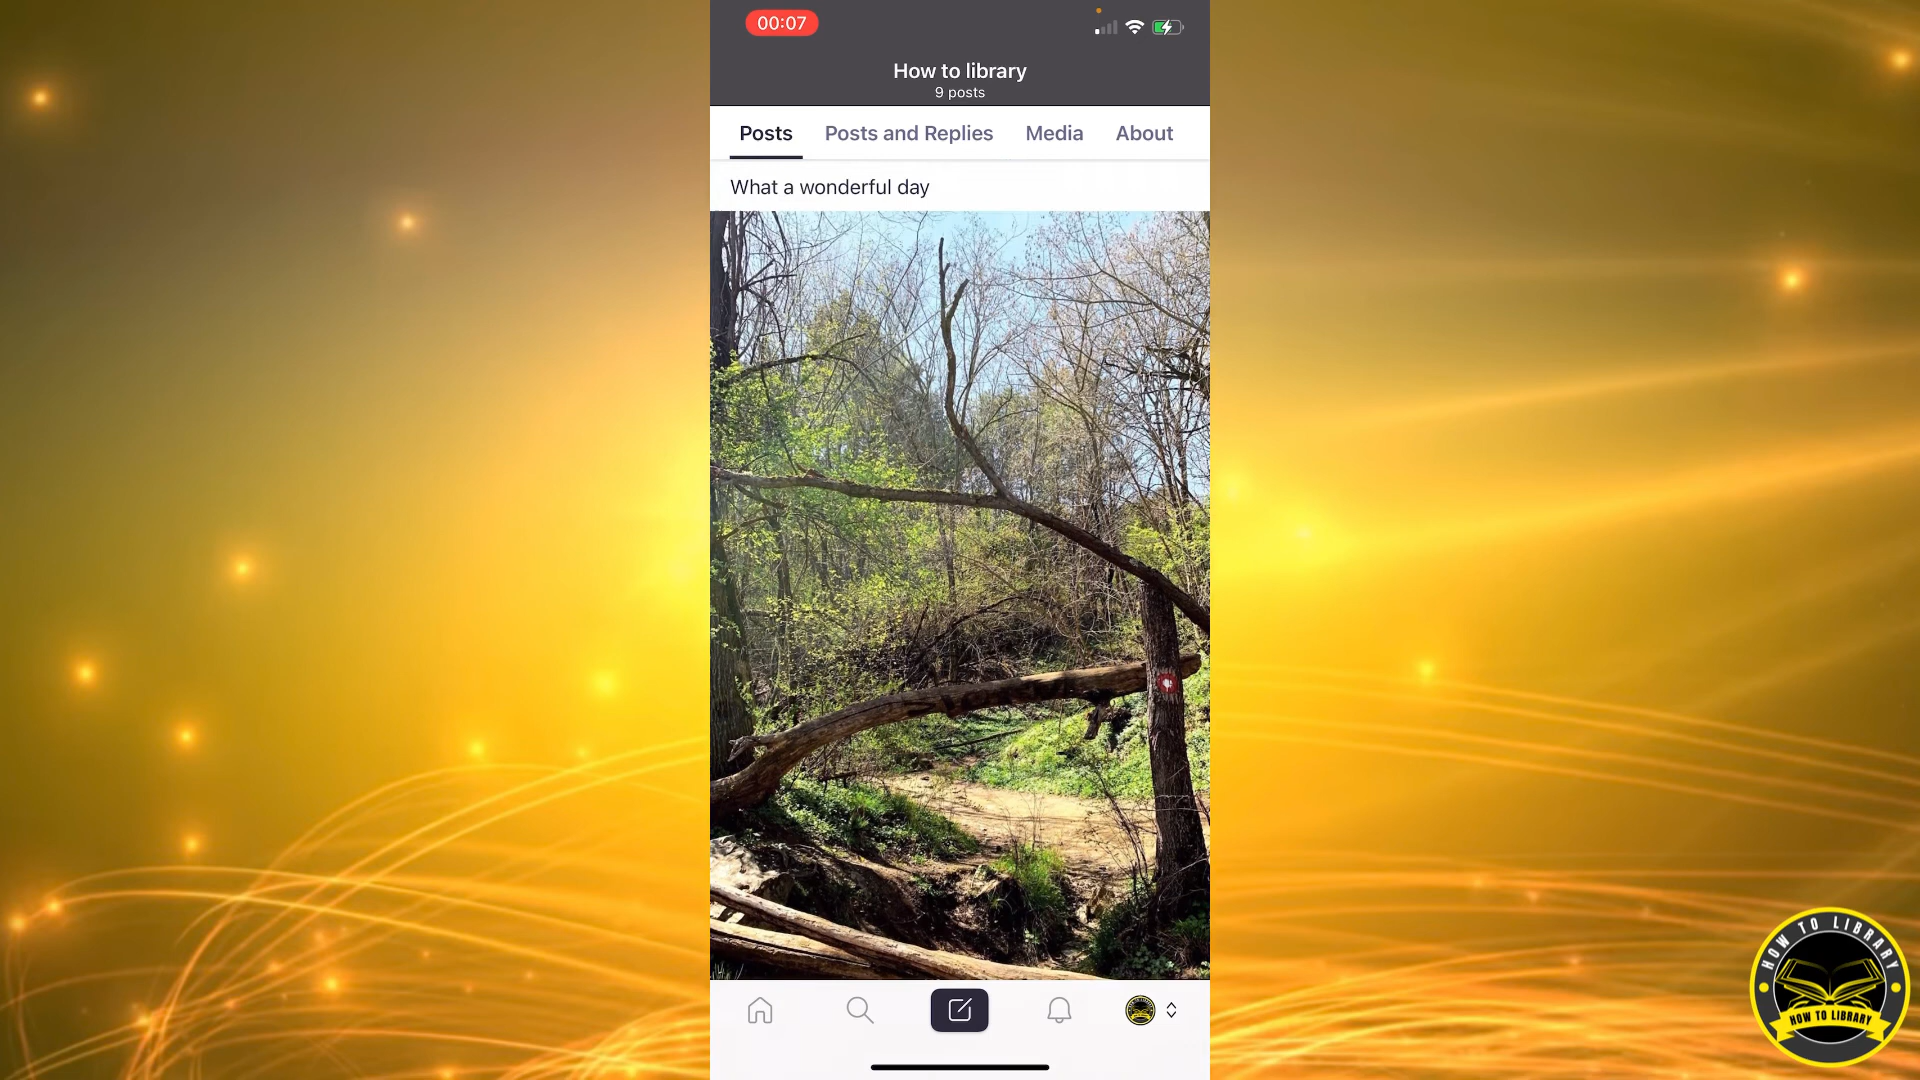 00:07
How to library
9 posts
Posts Posts and Replies Media About
What a wonderful day
HOW TO LIBRARY
HOW TO LIBRARY